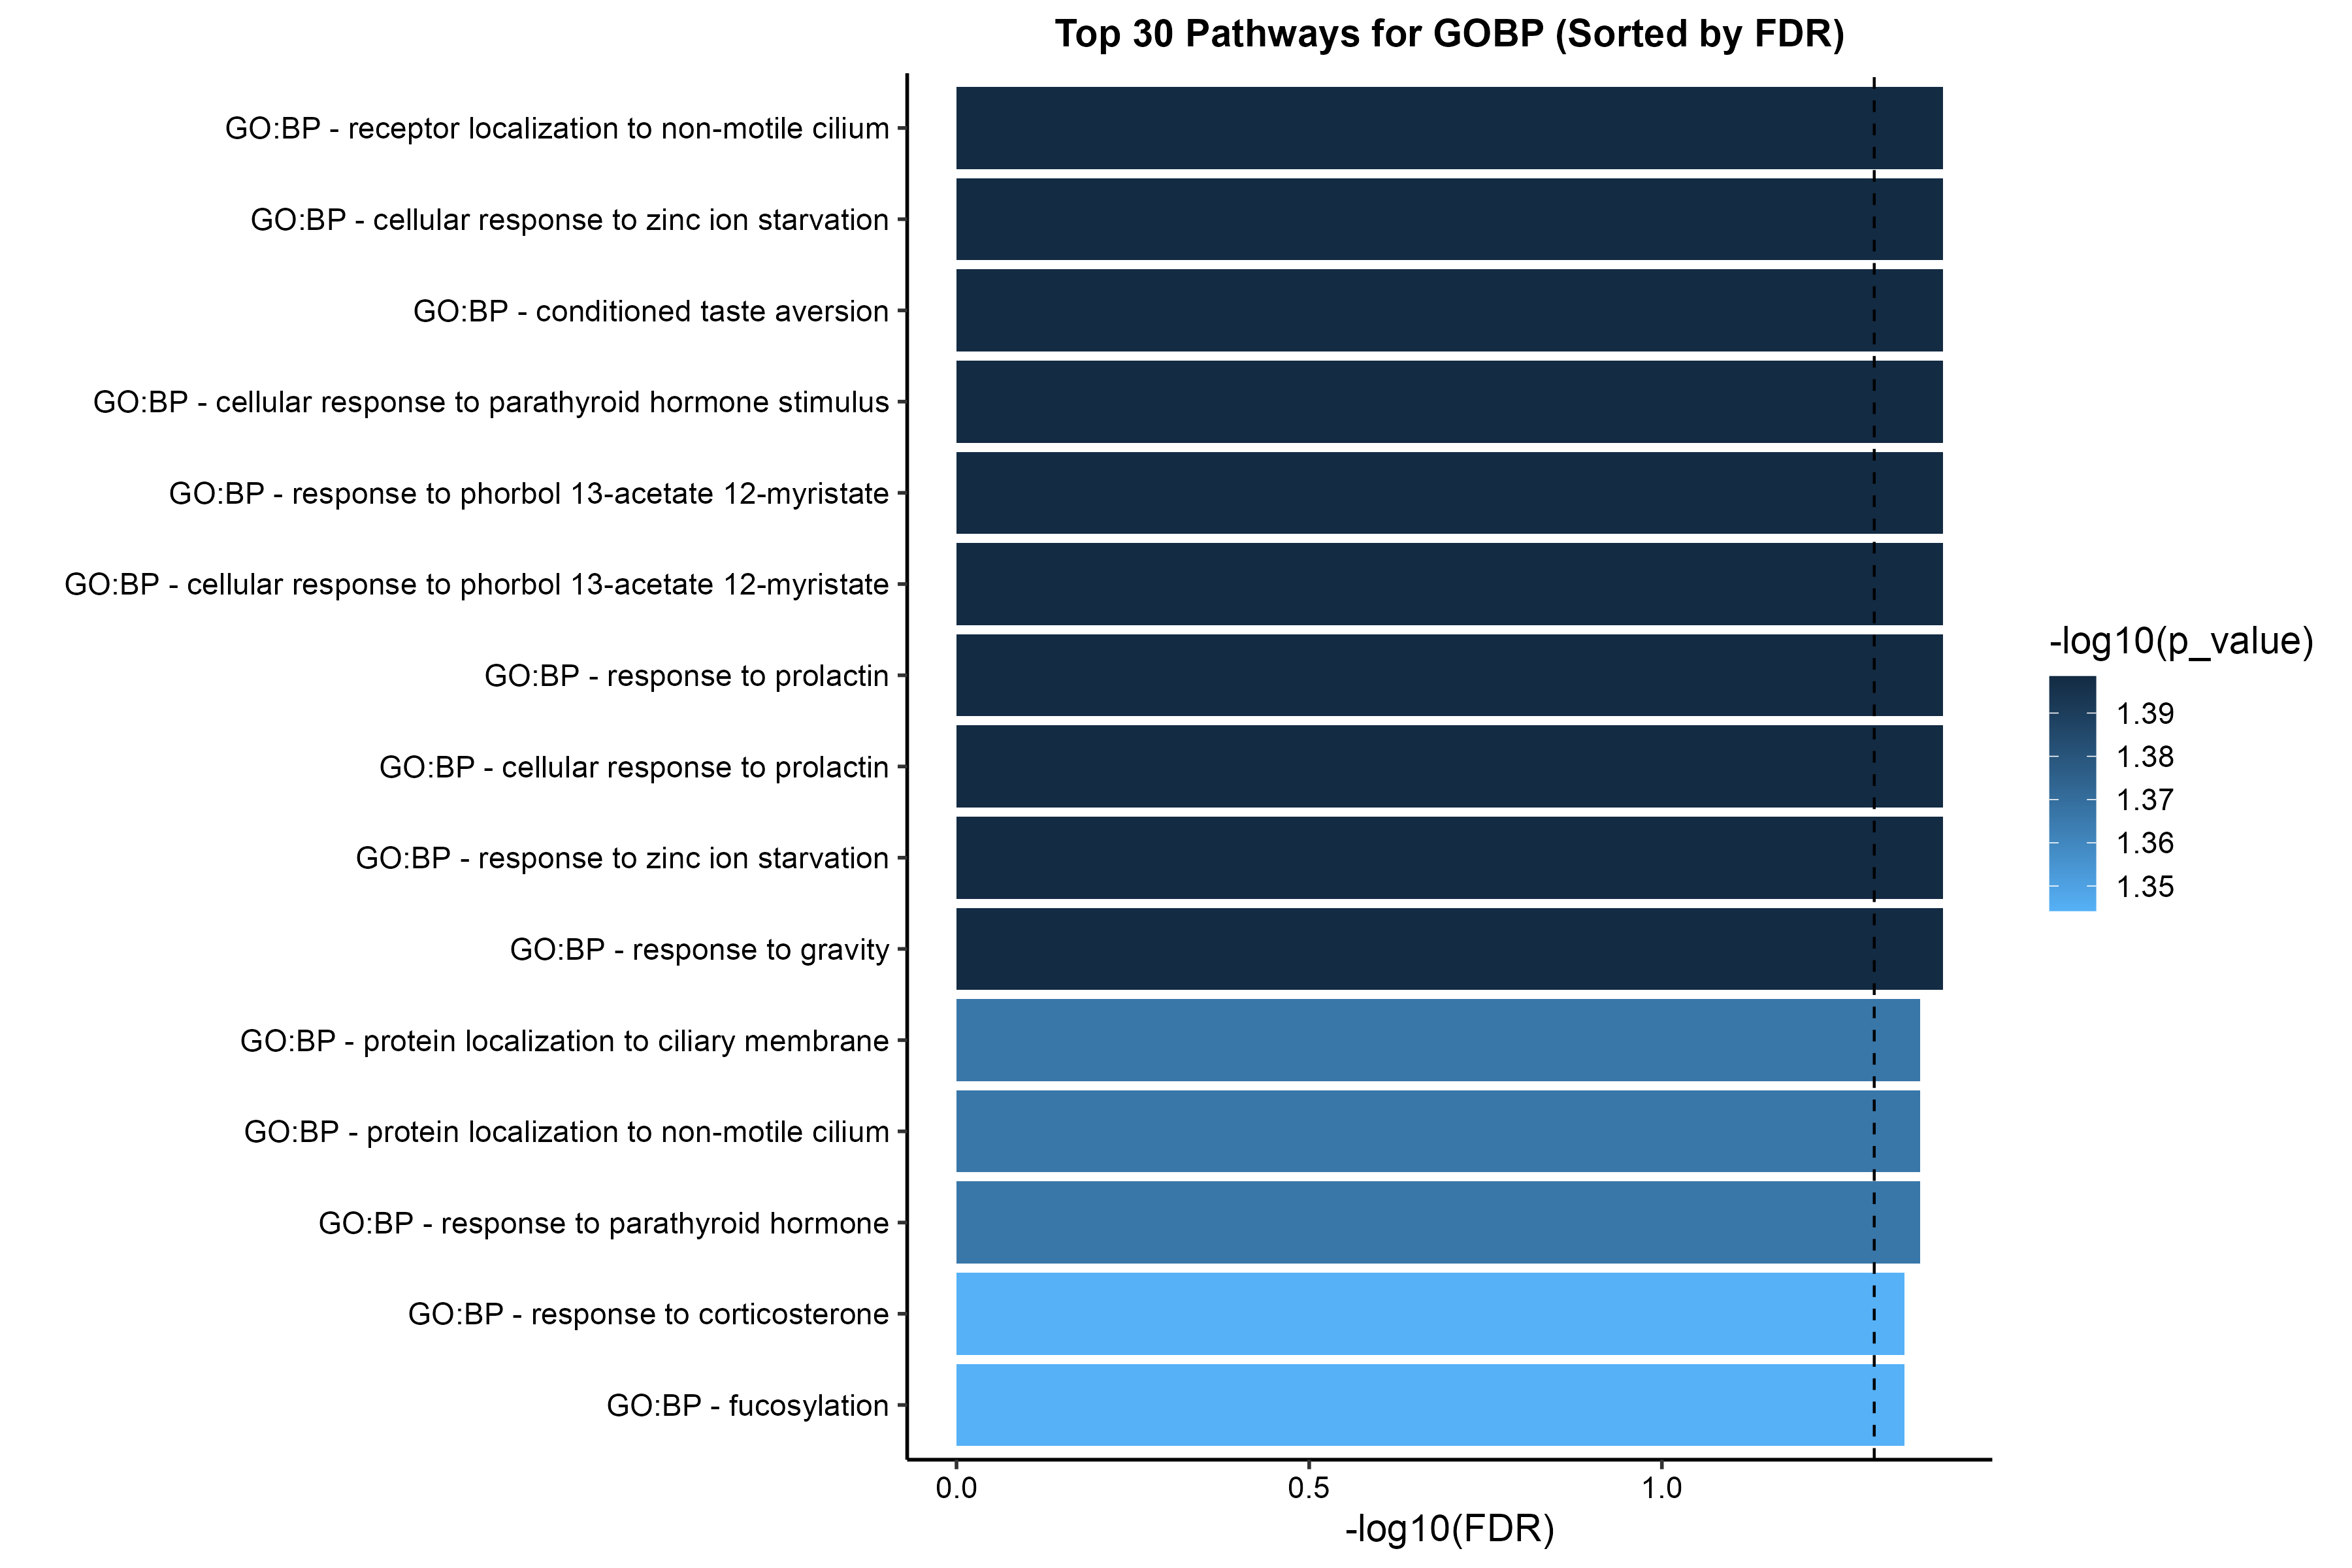 Top 30 Pathways for GOBP (Sorted by FDR)
GO:BP - receptor localization to non-motile cilium
GO:BP - cellular response to zinc ion starvation
GO:BP - conditioned taste aversion
GO:BP - cellular response to parathyroid hormone stimulus
GO:BP - response to phorbol 13-acetate 12-myristate
GO:BP - cellular response to phorbol 13-acetate 12-myristate
GO:BP - response to prolactin
GO:BP - cellular response to prolactin
GO:BP - response to zinc ion starvation
GO:BP - response to gravity
GO:BP - protein localization to ciliary membrane
GO:BP - protein localization to non-motile cilium
GO:BP - response to parathyroid hormone
GO:BP - response to corticosterone
GO:BP - fucosylation
0.0 0.5 1.0
-log10(FDR)
-log10(p_value)
1.39
1.38
1.37
1.36
1.35